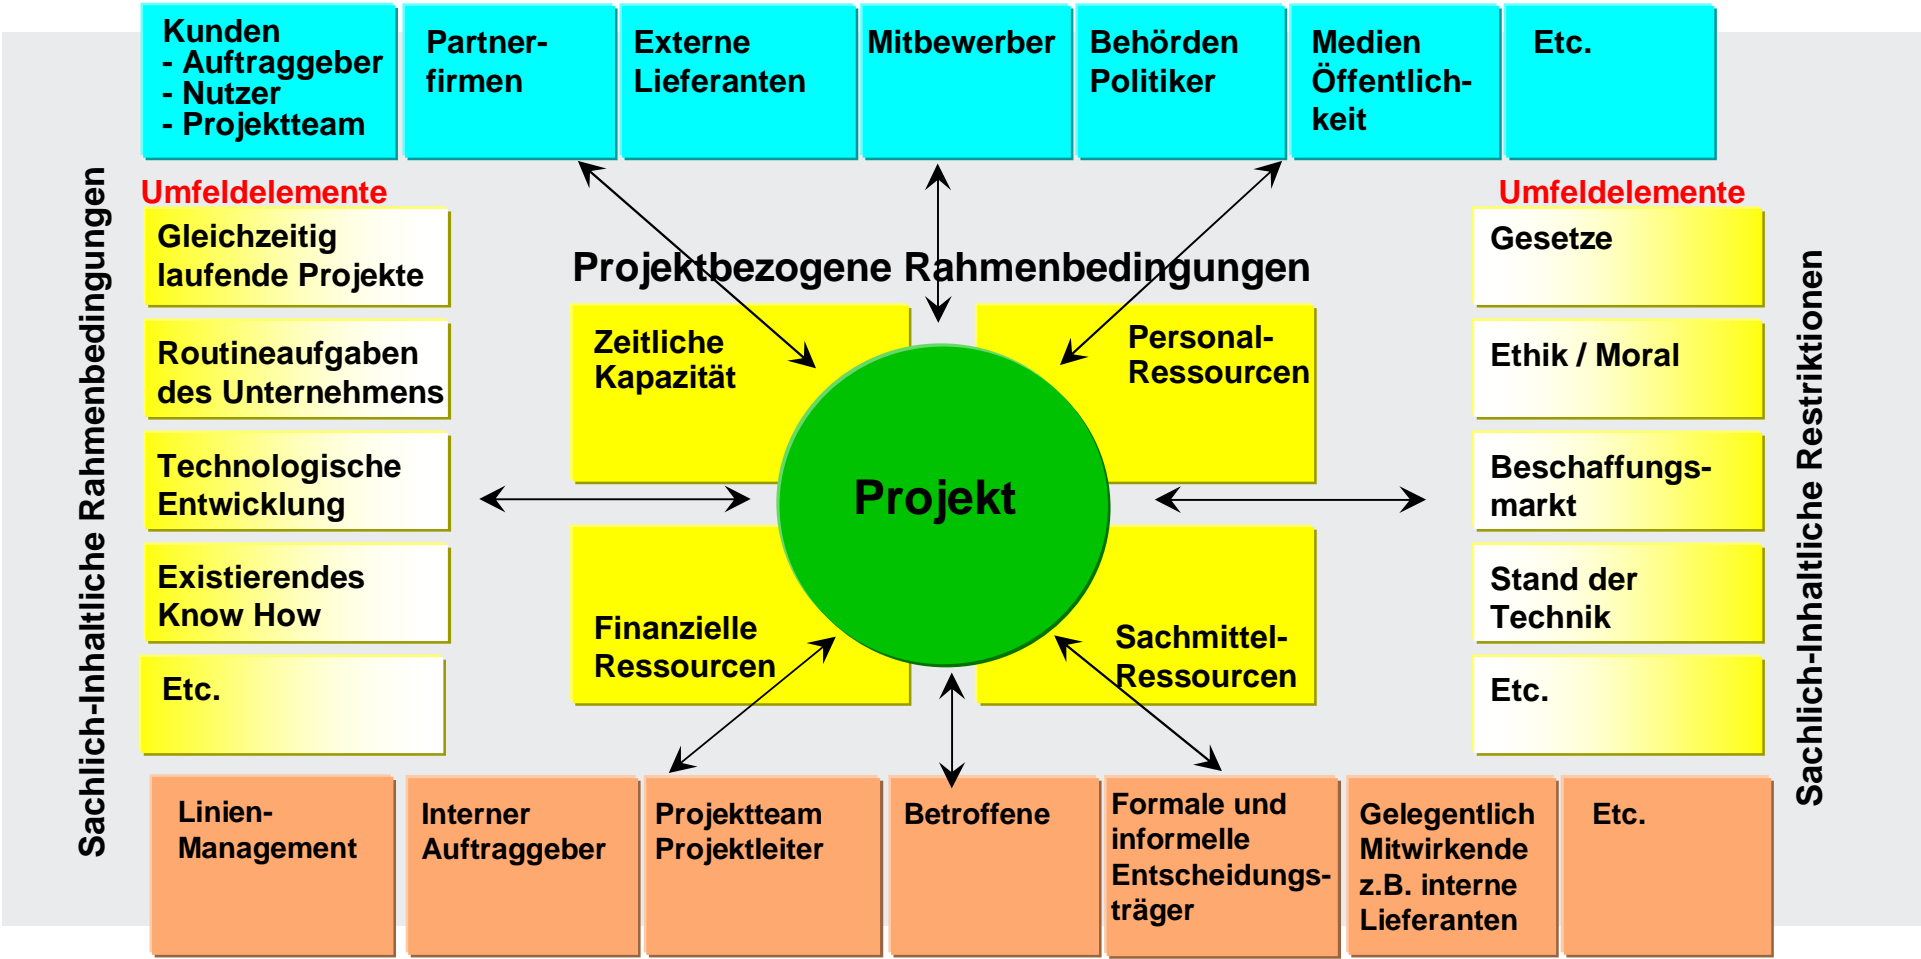 Kunden
- Auftraggeber
- Nutzer
- Projektteam
Partner-
firmen
Externe
Lieferanten
Mitbewerber
Behörden
Politiker
Medien
Öffentlich-
keit
Etc.
Sachlich-Inhaltliche Rahmenbedingungen
Umfeldelemente
Gleichzeitig
laufende Projekte
Routineaufgaben
des Unternehmens
Technologische
Entwicklung
Existierendes
Know How
Etc.
Projektbezogene Rahmenbedingungen
Zeitliche
Kapazität
Personal-
Ressourcen
Projekt
Finanzielle
Ressourcen
Sachmittel-
Ressourcen
Umfeldelemente
Gesetze
Ethik / Moral
Beschaffungs-
markt
Stand der
Technik
Etc.
Sachlich-Inhaltliche Restriktionen
Linien-
Management
Interner
Auftraggeber
Projektteam
Projektleiter
Betroffene
Formale und
informelle
Entscheidungs-
träger
Gelegentlich
Mitwirkende
z.B. interne
Lieferanten
Etc.